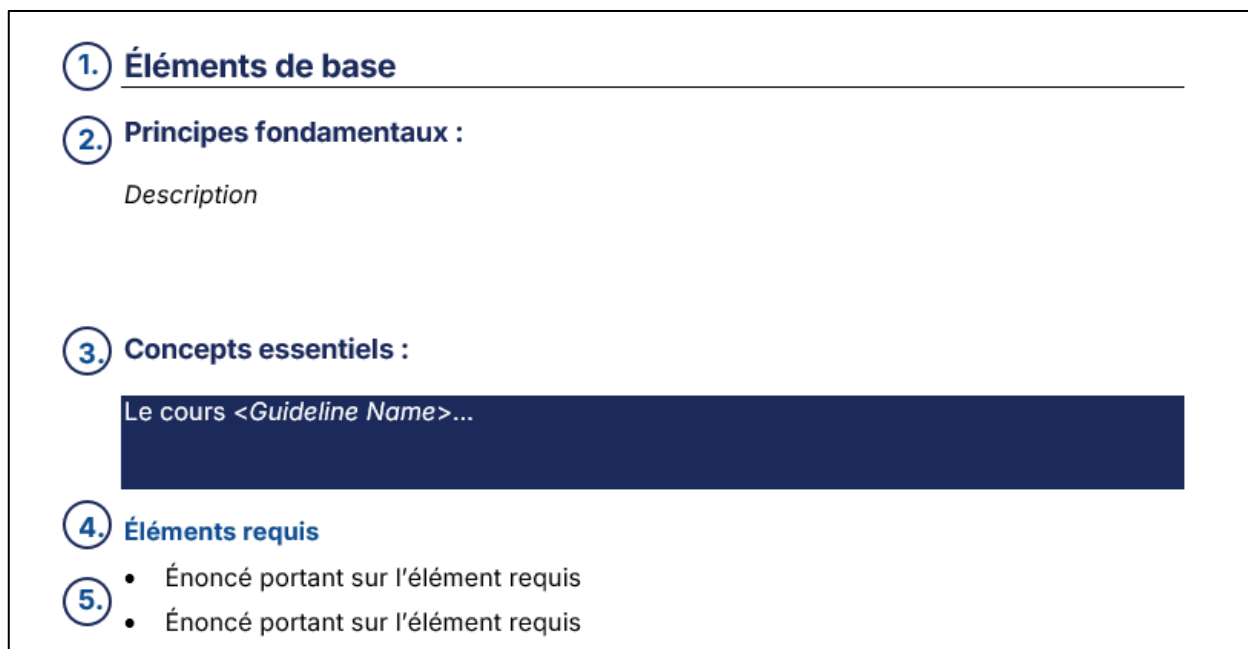 1. Éléments de base
2. Principes fondamentaux :
Description
3. Concepts essentiels :
Le cours <Guideline Name>...
4. Éléments requis
5.
• Énoncé portant sur l’élément requis
• Énoncé portant sur l’élément requis